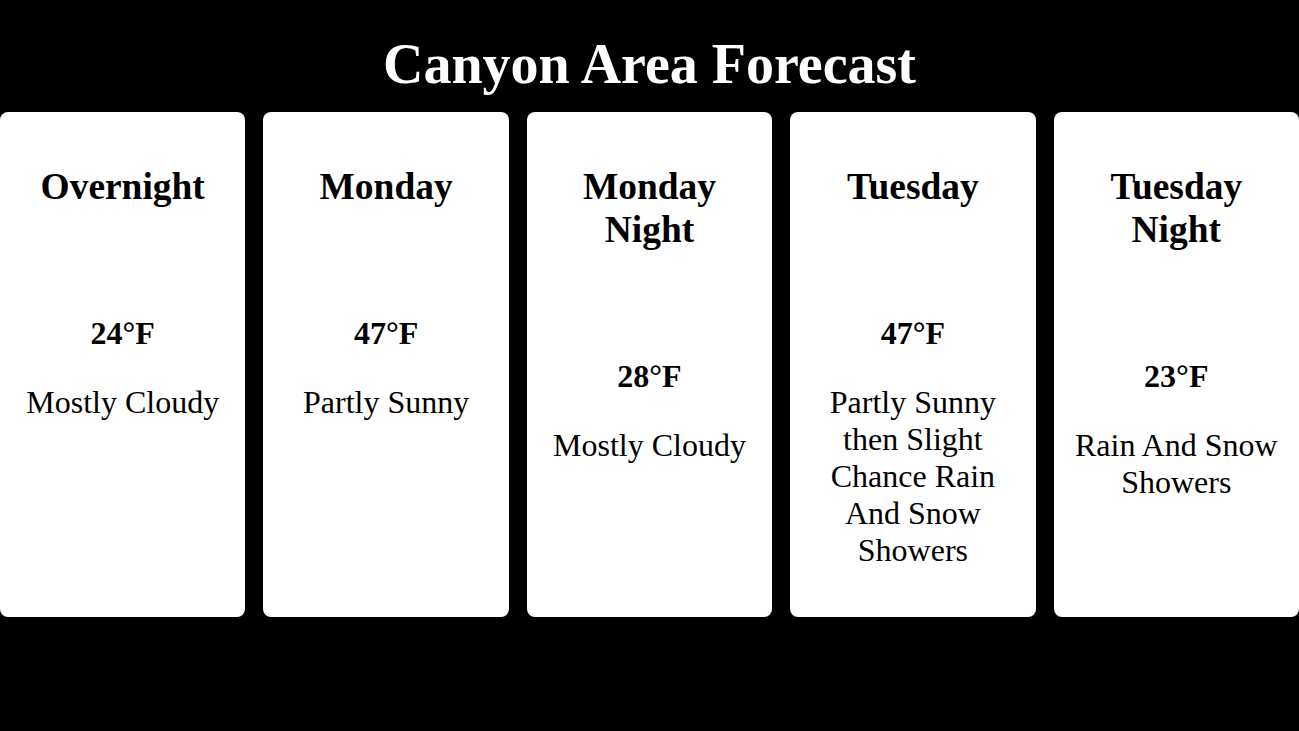 Canyon Area Forecast
Overnight
24°F
Mostly Cloudy
Monday
47°F
Partly Sunny
Monday
Night
28°F
Mostly Cloudy
Tuesday
47°F
Partly Sunny
then Slight
Chance Rain
And Snow
Showers
Tuesday
Night
23°F
Rain And Snow
Showers